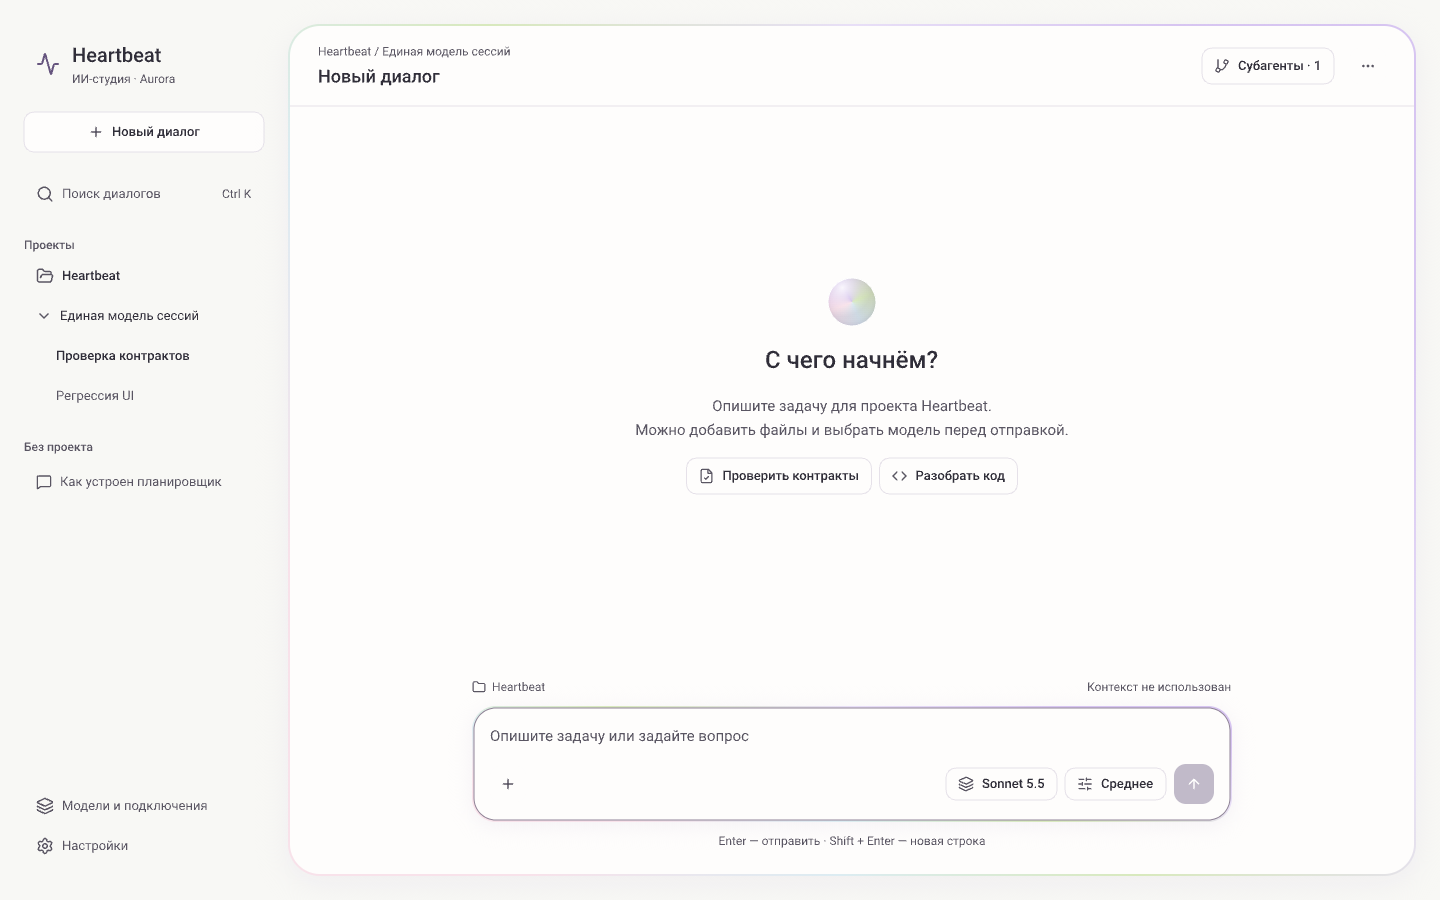 Heartbeat
ИИ-студия · Aurora
Новый диалог
Поиск диалогов Ctrl K
Проекты
Heartbeat
Единая модель сессий
Проверка контрактов
Регрессия UI
Без проекта
Как устроен планировщик
Модели и подключения
Настройки
Heartbeat / Единая модель сессий
Новый диалог
Субагенты · 1
С чего начнём?
Опишите задачу для проекта Heartbeat.
Можно добавить файлы и выбрать модель перед отправкой.
Проверить контракты Разобрать код
Heartbeat Контекст не использован
Опишите задачу или задайте вопрос
Sonnet 5.5 Среднее
Enter — отправить · Shift + Enter — новая строка